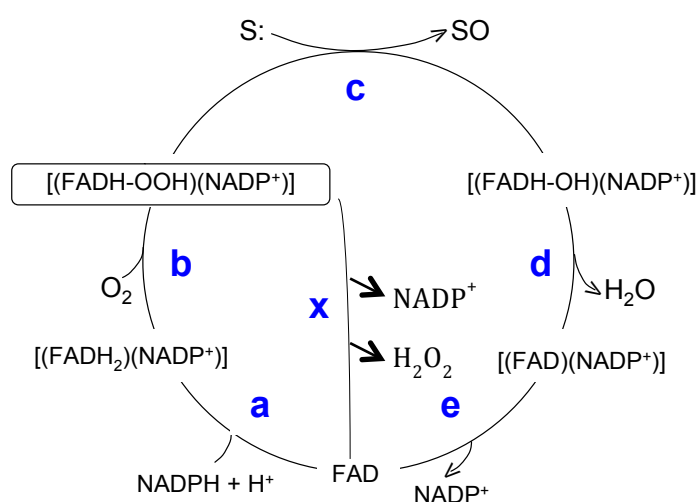 S: SO
c
[(FADH-OOH)(NADP⁺)] [(FADH-OH)(NADP⁺)]
b d
O₂ NADP⁺ H₂O
x
[(FADH₂)(NADP⁺)] H₂O₂ [(FAD)(NADP⁺)]
a e
NADPH + H⁺ FAD NADP⁺